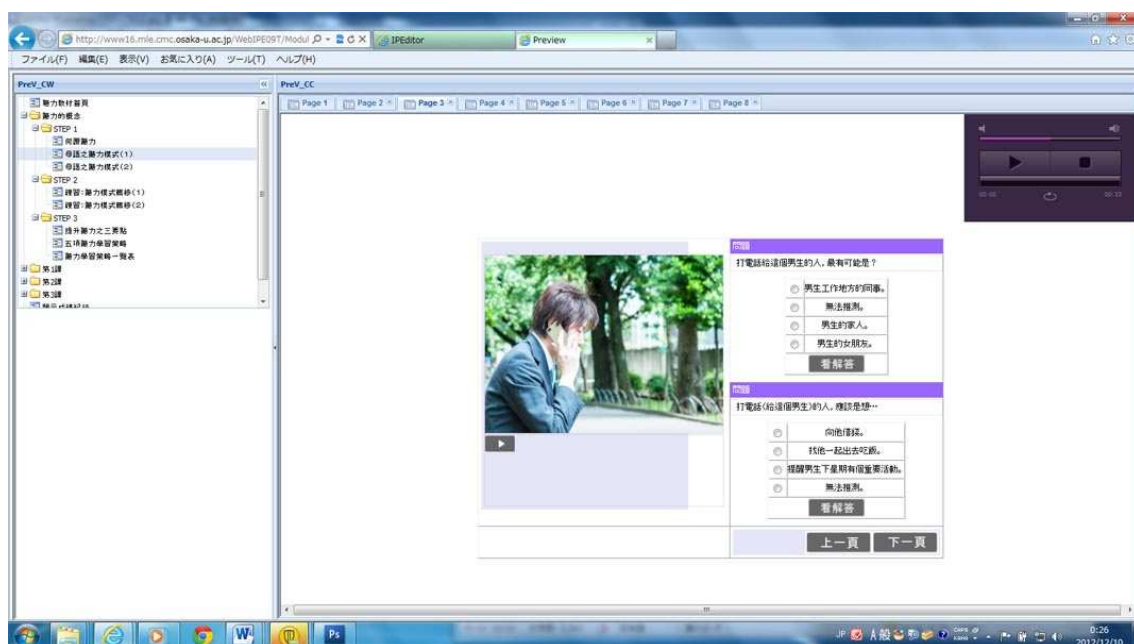 http://www16.mle.cmc.osaka-u.ac.jp/WebIPE09T/Modul
IPEditor
Preview
ファイル(F) 編集(E) 表示(V) お気に入り(A) ツール(T) ヘルプ(H)
PreV_CW
PreV_CC
聽力教材首頁
聽力的概念
STEP 1
何謂聽力
母語之聽力模式(1)
母語之聽力模式(2)
STEP 2
練習:聽力模式轉移(1)
練習:聽力模式轉移(2)
STEP 3
提升聽力之三要點
五項聽力學習策略
聽力學習策略一覽表
第1課
第2課
第3課
Page 1
Page 2
Page 3
Page 4
Page 5
Page 6
Page 7
Page 8
00:00
問題
打電話給這個男生的人，最有可能是？
男生工作地方的同事。
無法推測。
男生的家人。
男生的女朋友。
看解答
問題
打電話(給這個男生)的人，應該是想…
向他借錢。
找他一起出去吃飯。
提醒男生下星期有個重要活動。
無法推測。
看解答
上一頁
下一頁
Ps
JP
A 般
CAPS
KANA
0:26
2012/12/10